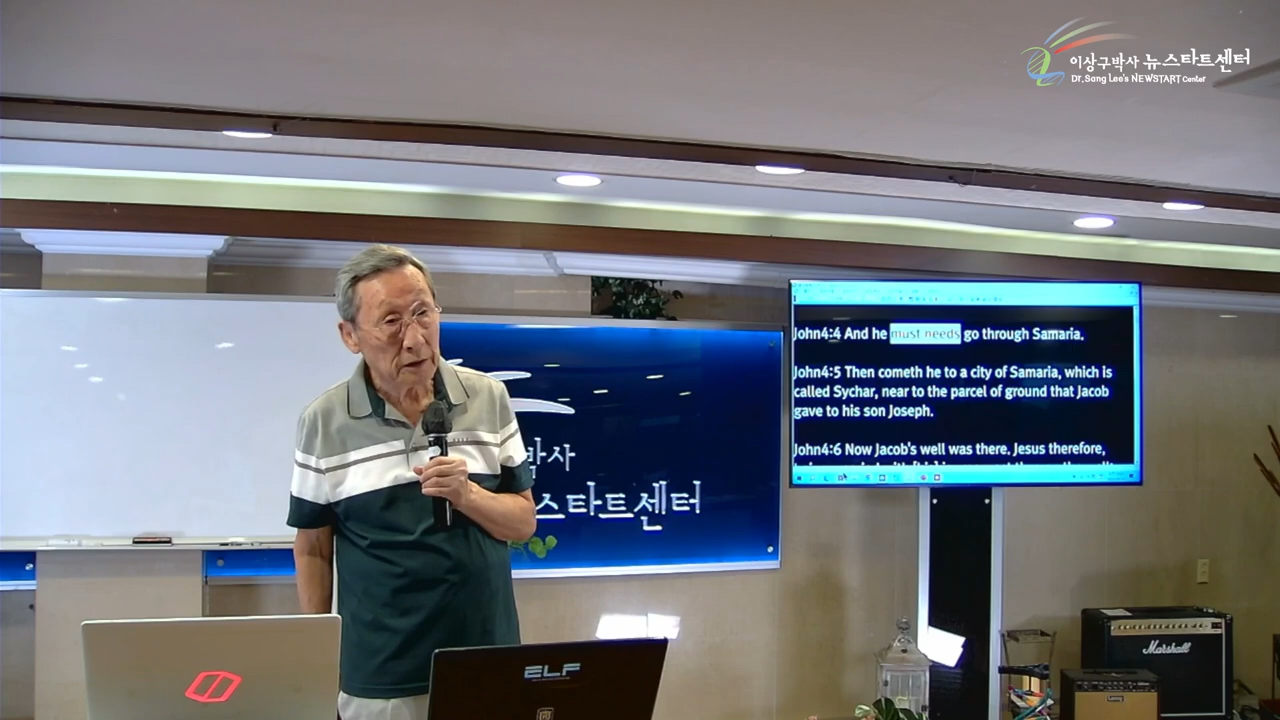 이상구박사 뉴스타트센터
Dr. Sang Lee's NEWSTART Center
John4:4 And he must needs go through Samaria.
John4:5 Then cometh he to a city of Samaria, which is
called Sychar, near to the parcel of ground that Jacob
gave to his son Joseph.
John4:6 Now Jacob's well was there. Jesus therefore,
박사
스타트센터
ELF
Marshall
Laney